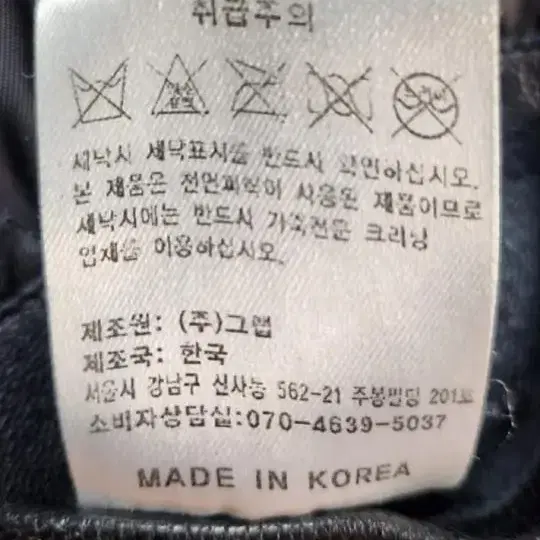 취급주의
세탁시 세탁표시를 반드시 확인하십시오.
본 제품은 천연피혁이 사용된 제품이므로
세탁시에는 반드시 가죽전문 크리닝
업체를 이용하십시오.
제조원: (주)그랩
제조국: 한국
서울시 강남구 신사동 562-21 주봉빌딩 201호
소비자상담실:070-4639-5037
MADE IN KOREA